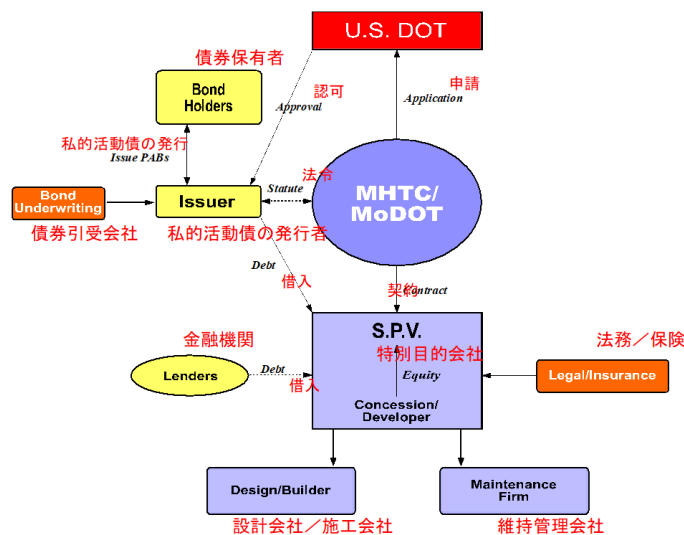 U.S. DOT
債券保有者
Bond
Holders
認可
Approval
申請
Application
私的活動債の発行
Issue PABs
法令
Statute
MHTC/
MoDOT
Bond
Underwriting
Issuer
債券引受会社
私的活動債の発行者
Debt
借入
契約
Contract
S.P.V.
特別目的会社
金融機関
法務／保険
Lenders
Debt
借入
Equity
Legal/Insurance
Concession/
Developer
Design/Builder
Maintenance
Firm
設計会社／施工会社
維持管理会社